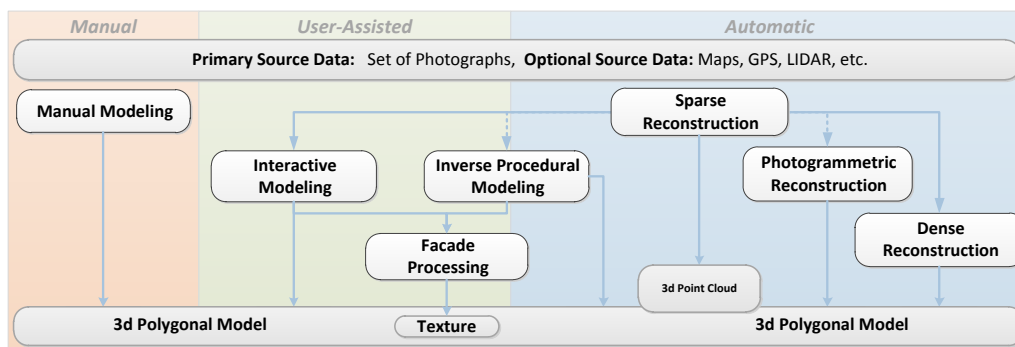 Manual
User-Assisted
Automatic
Primary Source Data: Set of Photographs, Optional Source Data: Maps, GPS, LIDAR, etc.
Manual Modeling
Sparse
Reconstruction
Interactive
Modeling
Inverse Procedural
Modeling
Photogrammetric
Reconstruction
Facade
Processing
Dense
Reconstruction
3d Point Cloud
3d Polygonal Model
Texture
3d Polygonal Model